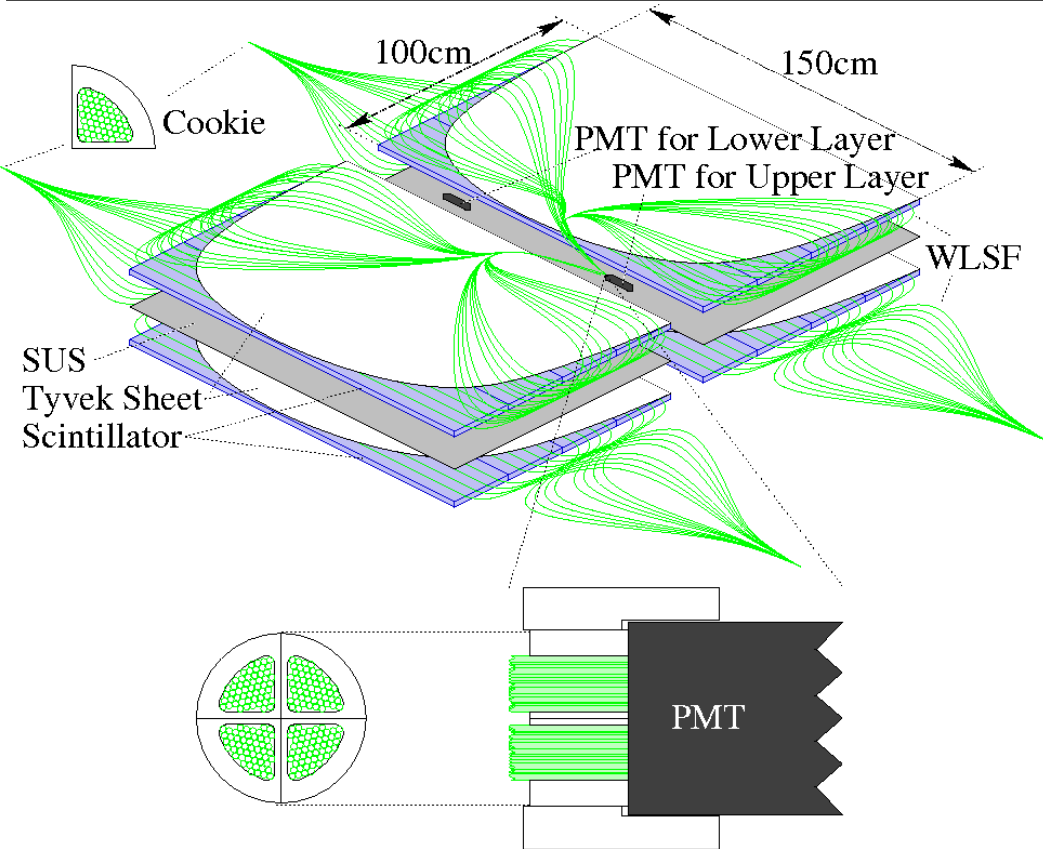 100cm
150cm
Cookie
PMT for Lower Layer
PMT for Upper Layer
WLSF
SUS
Tyvek Sheet
Scintillator
PMT